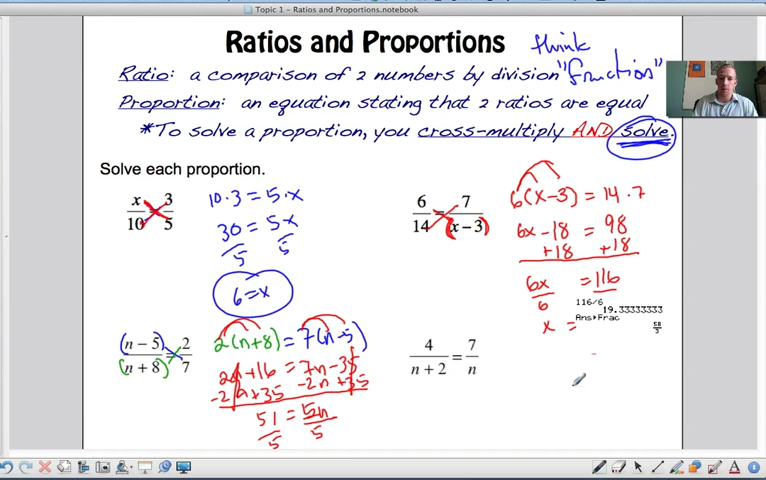 Topic 1 – Ratios and Proportions.notebook
Ratios and Proportions
think
"fraction"
Ratio: a comparison of 2 numbers by division
Proportion: an equation stating that 2 ratios are equal
*To solve a proportion, you cross-multiply AND solve.
Solve each proportion.
x/10 = 3/5
10·3 = 5·x
30 = 5x
5 5
6 = x
6/14 = 7/(x−3)
6(x−3) = 14·7
6x−18 = 98
+18 +18
6x = 116
6
116/6
19.33333333
Ans▸Frac
58/3
x =
(n−5)/(n+8) = 2/7
2(n+8) = 7(n−5)
2n+16 = 7n−35
-2n+35 -2n +35
51 = 5n
5 5
4/(n+2) = 7/n